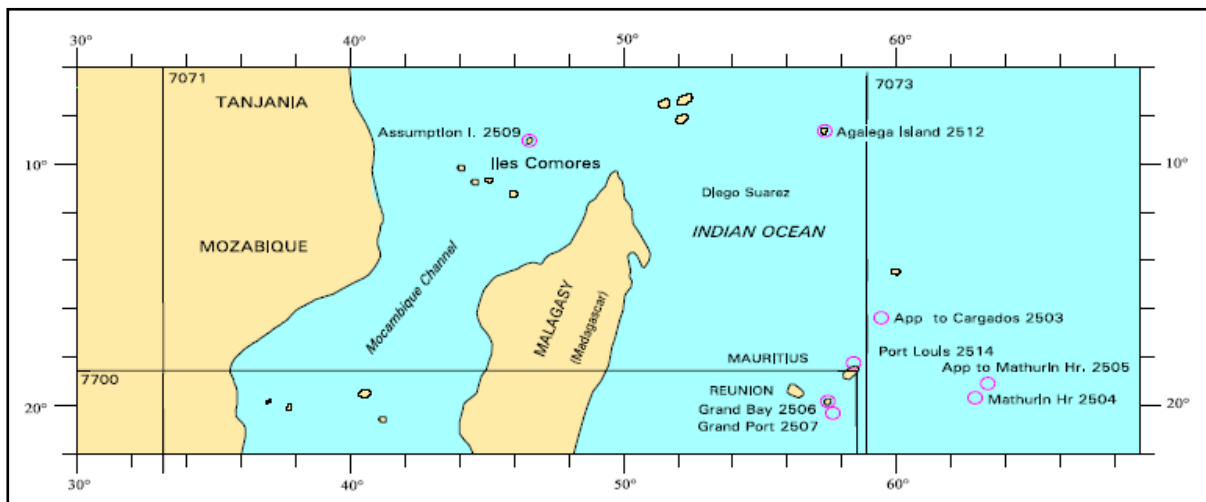 30° 40° 50° 60°
7071
7073
TANJANIA
Assumption I. 2509
Agalega Island 2512
10° Iles Comores 10°
Diego Suarez
INDIAN OCEAN
MOZABIQUE
Mocambique Channel
MALAGASY
(Madagascar)
App to Cargados 2503
MAURITIUS
Port Louis 2514
App to Mathurin Hr. 2505
7700
REUNION
Mathurin Hr 2504
20° Grand Bay 2506 20°
Grand Port 2507
30° 40° 50° 60°